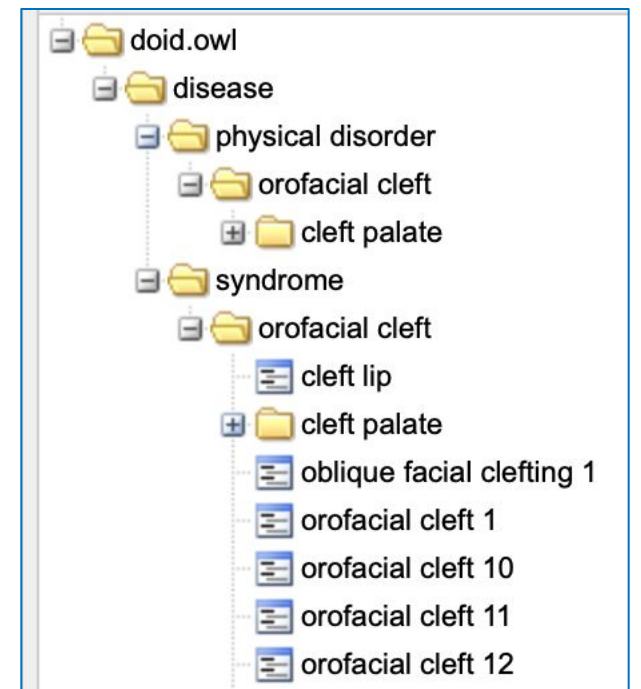 doid.owl
disease
physical disorder
orofacial cleft
cleft palate
syndrome
orofacial cleft
cleft lip
cleft palate
oblique facial clefting 1
orofacial cleft 1
orofacial cleft 10
orofacial cleft 11
orofacial cleft 12